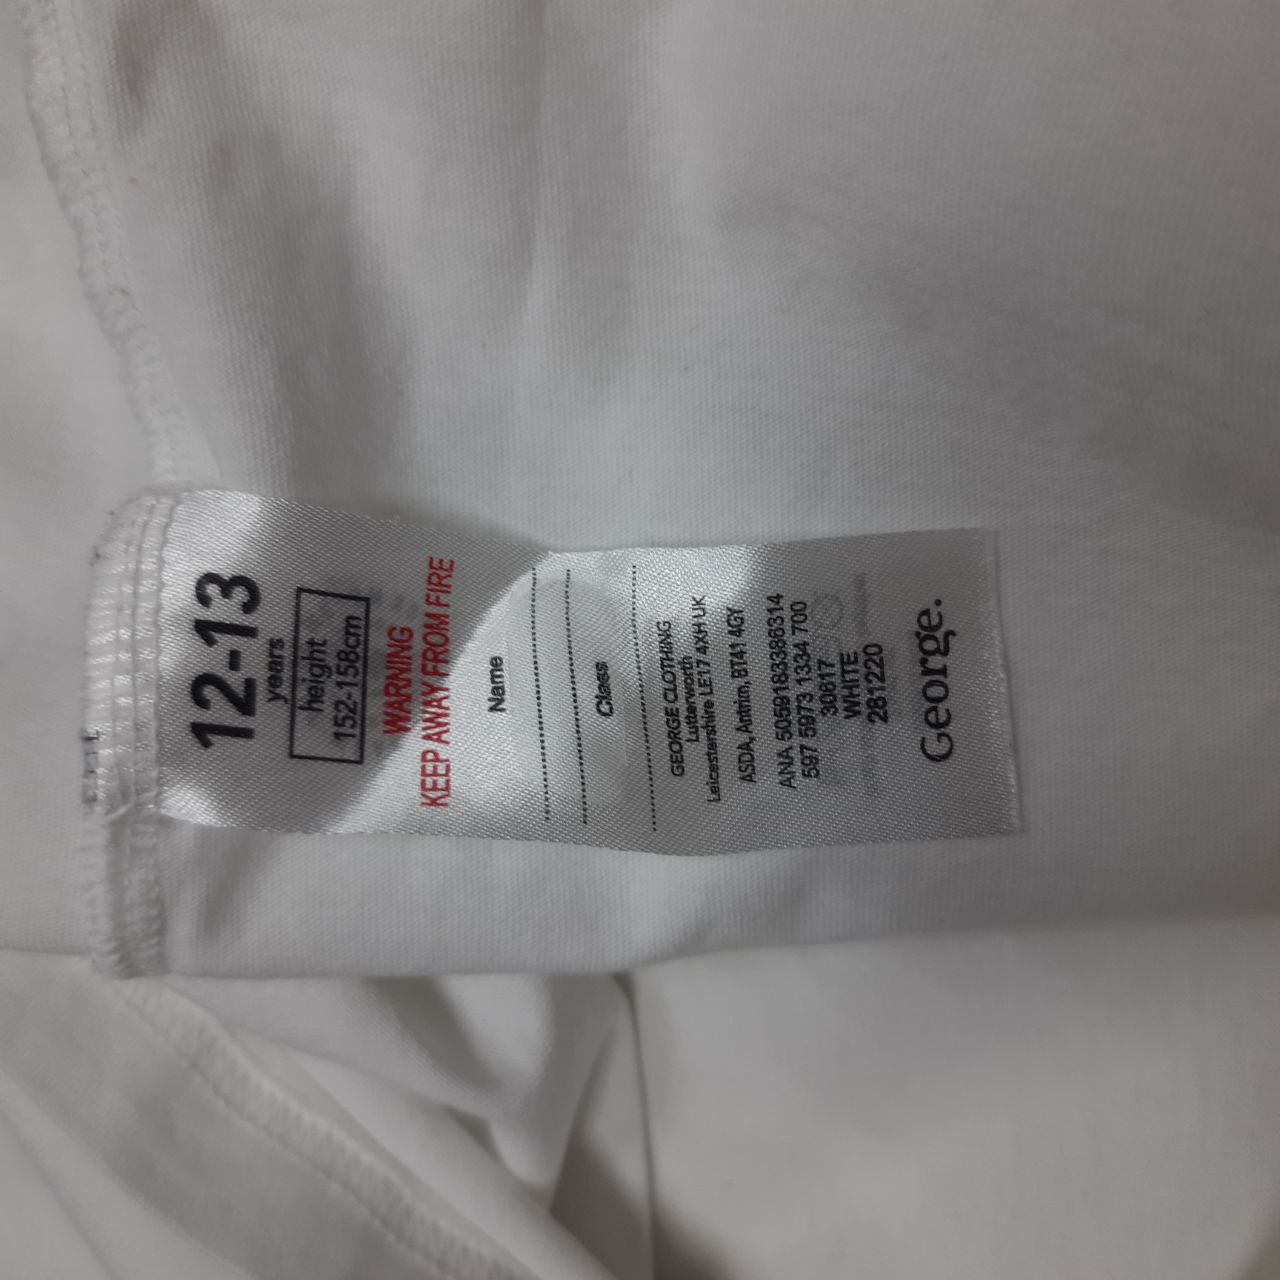 12-13
years
height
152-158cm
WARNING
KEEP AWAY FROM FIRE
Name
Class
GEORGE CLOTHING
Lutterworth
Leicestershire LE17 4XH UK
ASDA, Antrim, BT41 4GY
ANA 5059183386314
597 5973 1334 700
30617
WHITE
281220
George.